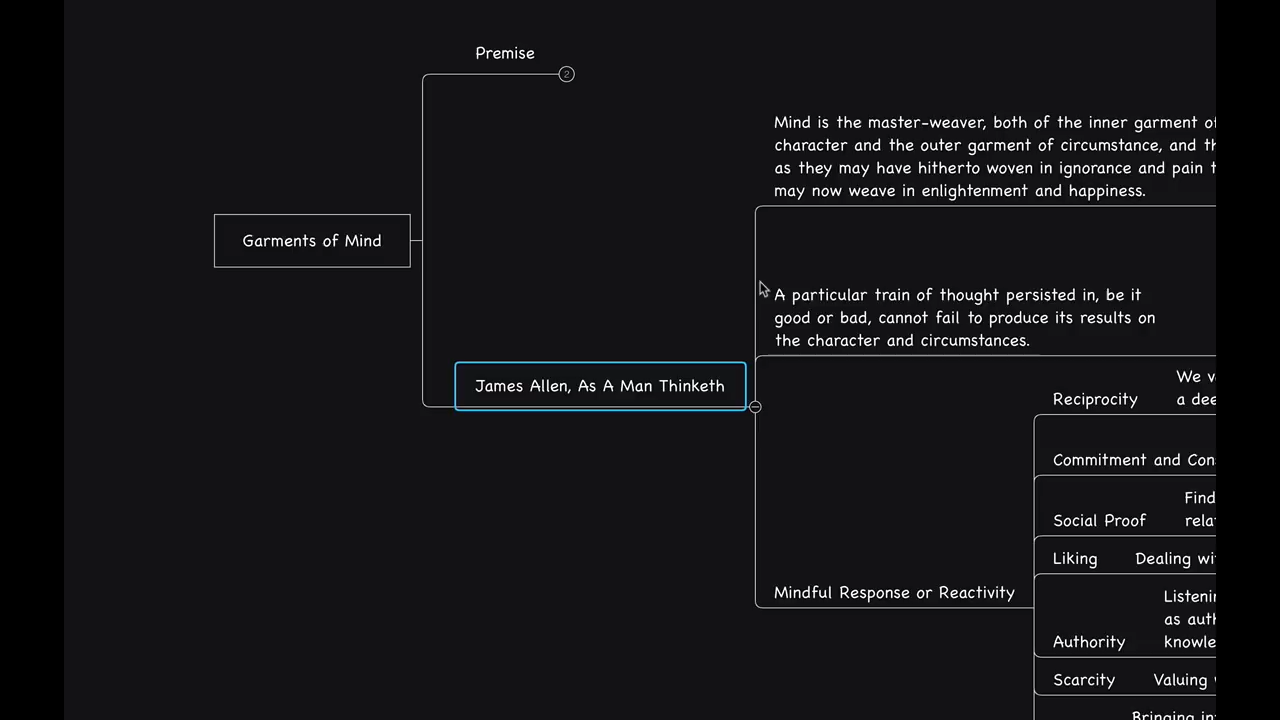 Premise
2
Mind is the master-weaver, both of the inner garment of
character and the outer garment of circumstance, and
as they may have hitherto woven in ignorance and pain
may now weave in enlightenment and happiness.
Garments of Mind
A particular train of thought persisted in, be it
good or bad, cannot fail to produce its results on
the character and circumstances.
James Allen, As A Man Thinketh
We
Reciprocity
a
Commitment and
Find
Social Proof
Liking
Dealing
Mindful Response or Reactivity
as
Authority
Scarcity
Valuing
Bringing